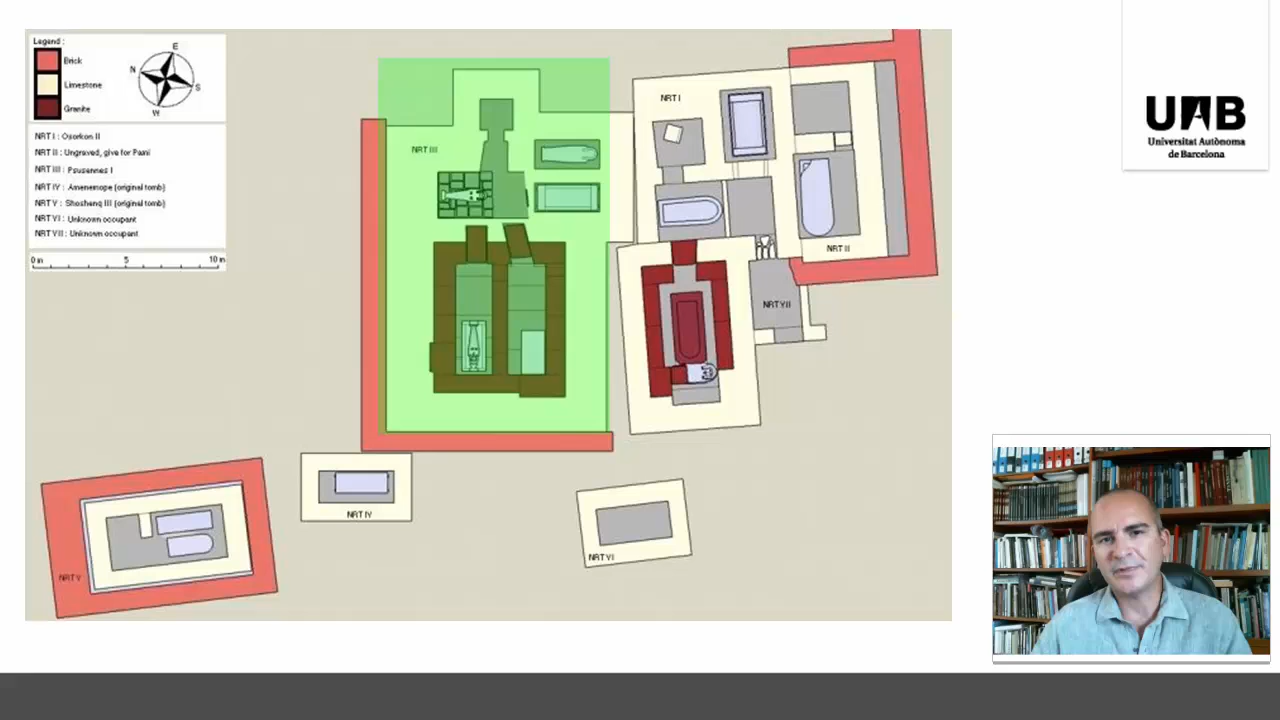 Legend :
Brick
Limestone
Granite
E
N
S
W
NRT I : Osorkon II
NRT II : Ungraved, give for Pami
NRT III : Psusennes I
NRT IV : Amenemope (original tomb)
NRT V : Shoshenq III (original tomb)
NRT VI : Unknown occupant
NRT VII : Unknown occupant
0 m 5 10 m
NRT III
NRT I
NRT II
NRT VII
NRT IV
NRT VI
NRT V
UAB
Universitat Autònoma
de Barcelona